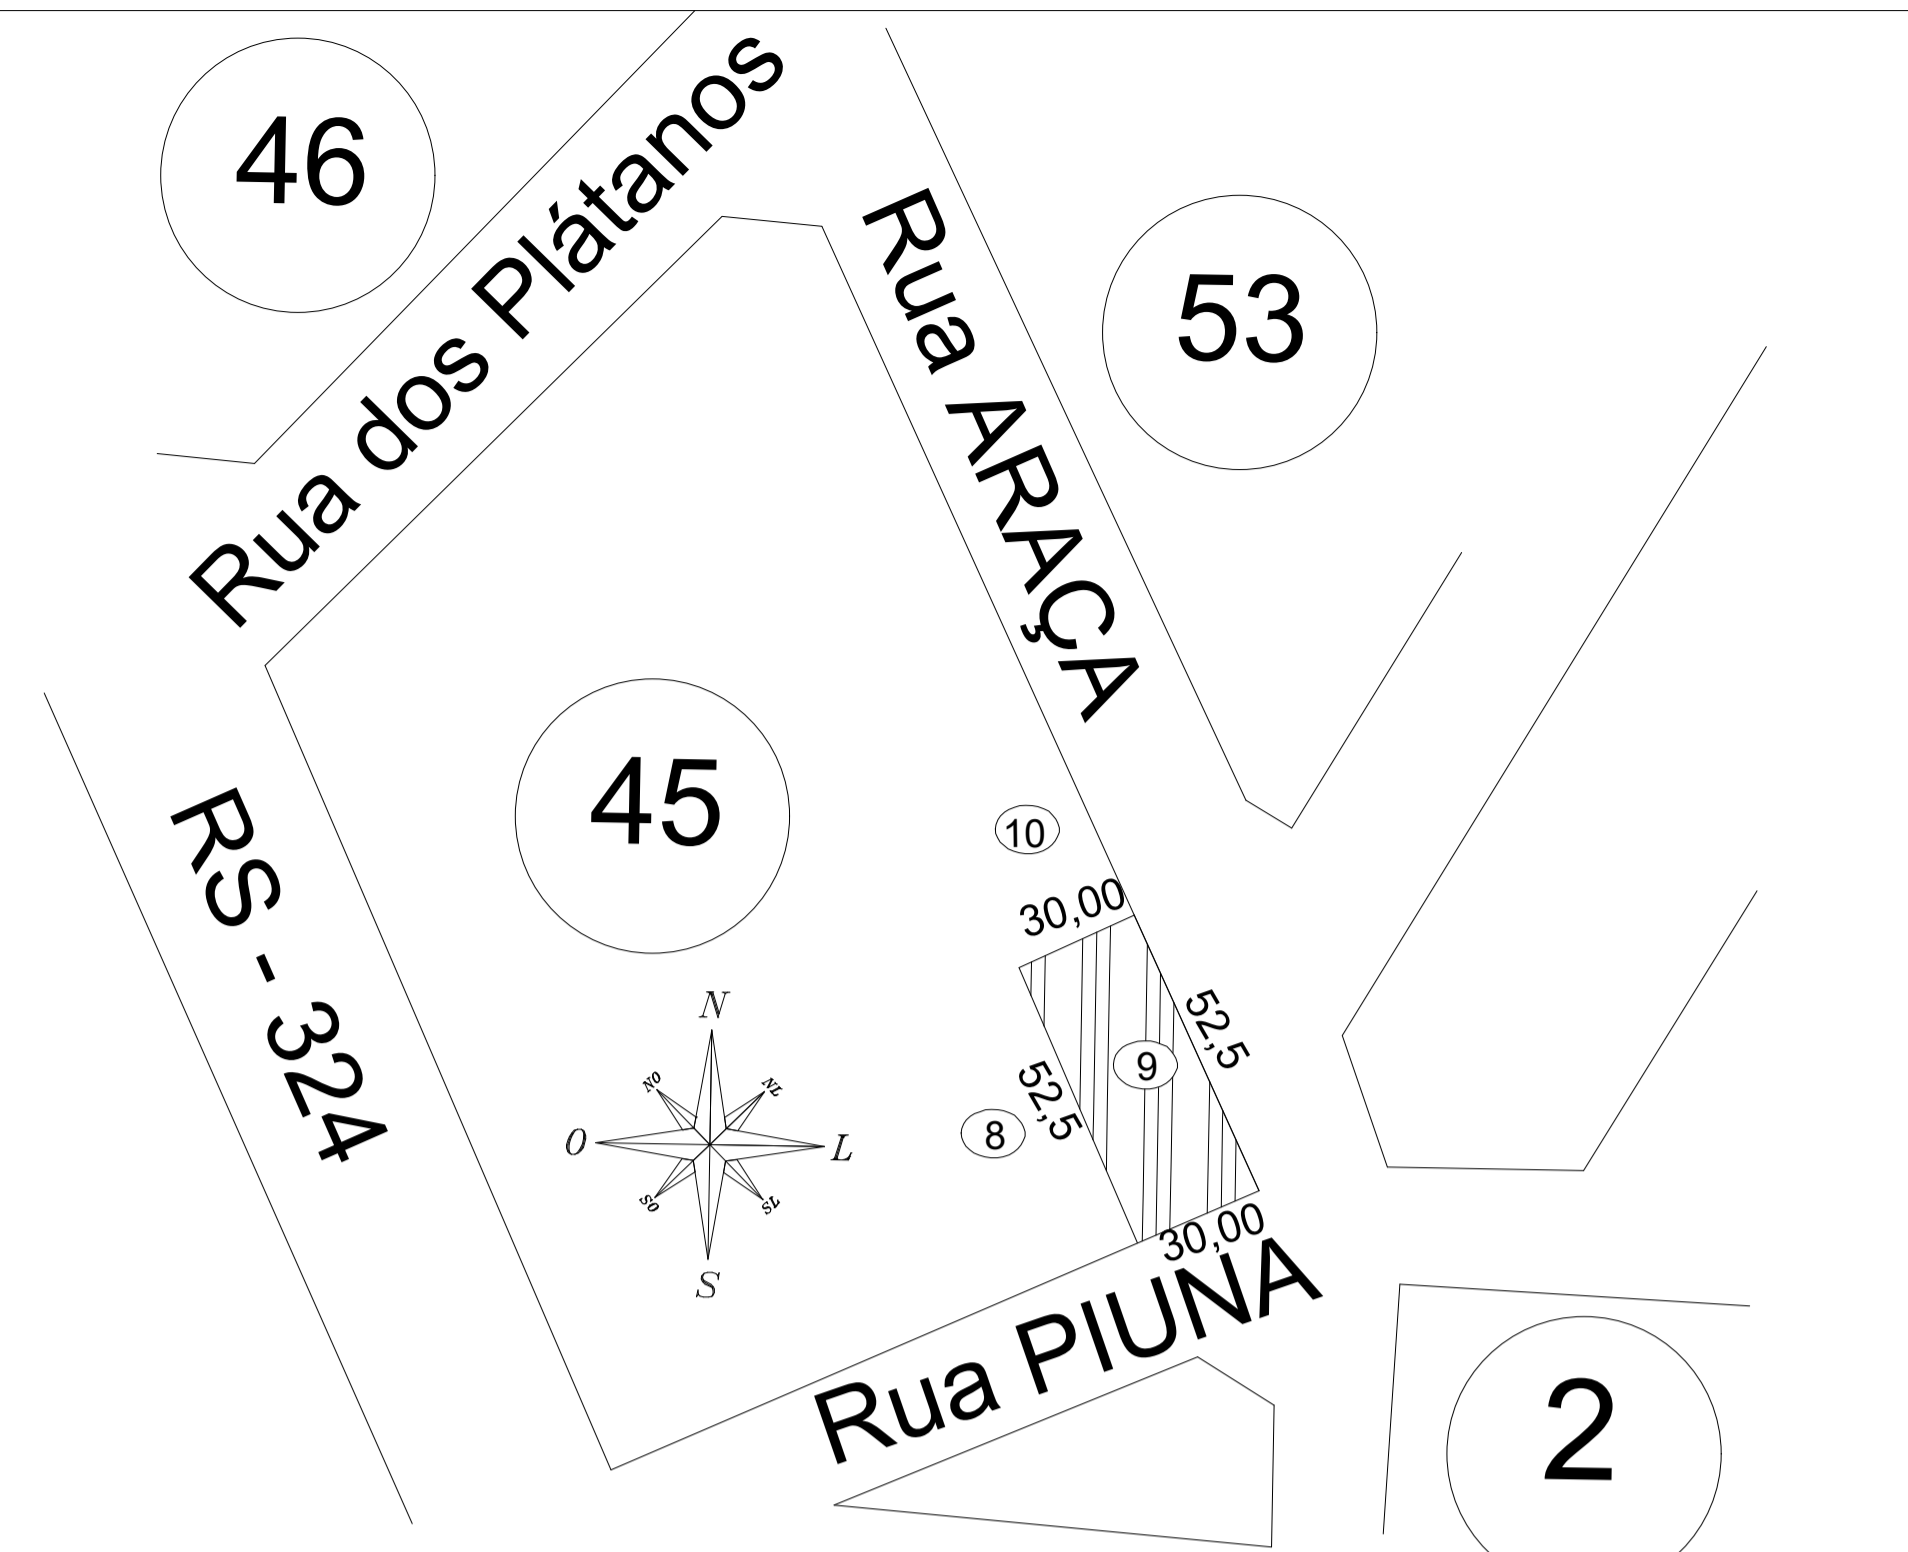 46
Rua dos Plátanos
Rua ARAÇA
53
45
RS - 324
10
30,00
52,5
9
52,5
8
30,00
Rua PIUNA
N
NO
NL
O
L
SO
SL
S
2